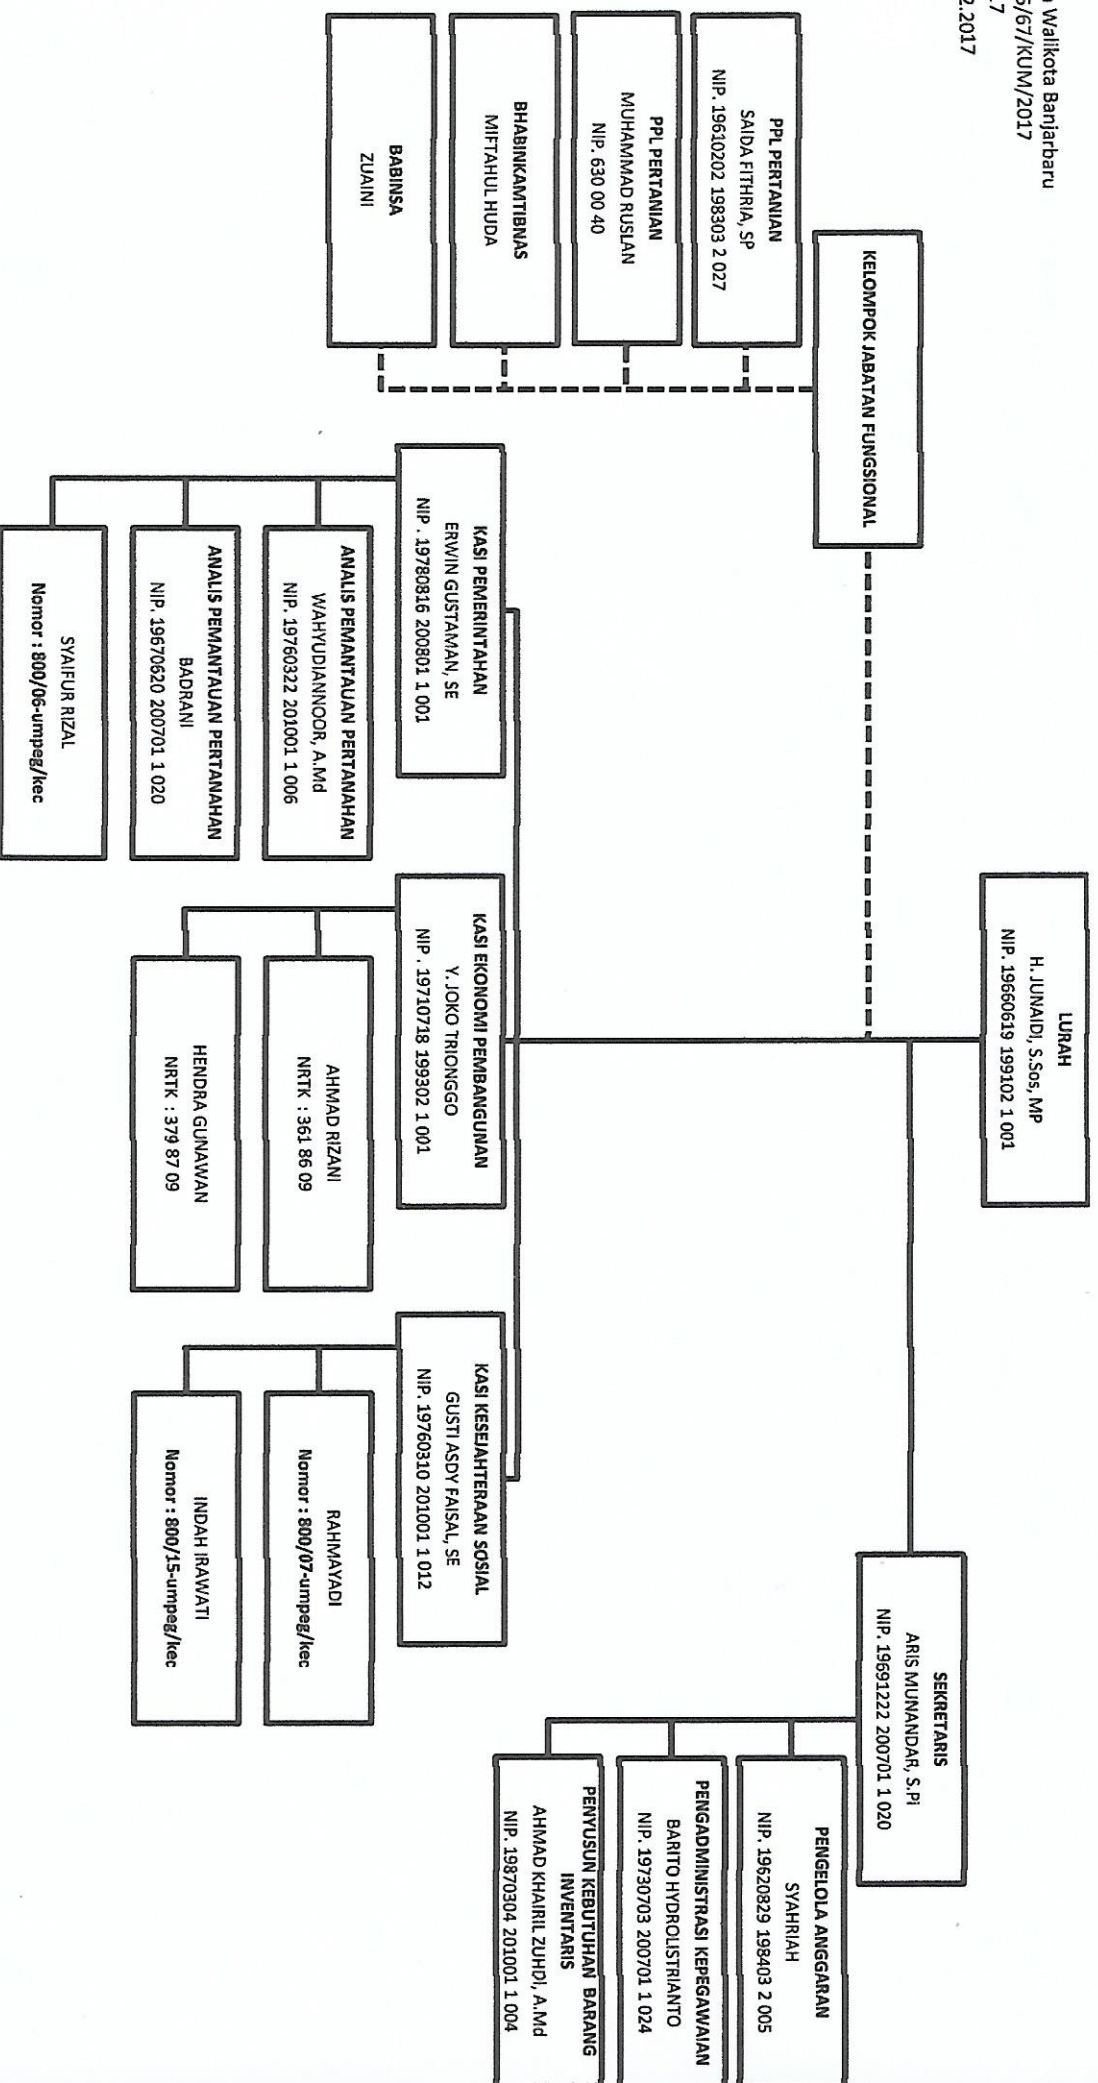 Walikota Banjarbaru
/67/KUM/2017
.2017
LURAH
H. JUNAIDI, S.Sos, MP
NIP. 19660619 199102 1 001
KELOMPOK JABATAN FUNGSIONAL
SEKRETARIS
ARIS MUNANDAR, S.Pi
NIP. 19691222 200701 1 020
PPL PERTANIAN
SAIDA FITHRIA, SP
NIP. 19610202 198303 2 027
PPL PERTANIAN
MUHAMMAD RUSLAN
NIP. 630 00 40
BHABINKAMTIBNAS
MIFTAHUL HUDA
BABINSA
ZUAINI
PENGELOLA ANGGARAN
SYAHRIAH
NIP. 19620829 198403 2 005
PENGADMINISTRASI KEPEGAWAIAN
BARITO HYDROLISTRIANTO
NIP. 19730703 200701 1 024
PENYUSUN KEBUTUHAN BARANG
INVENTARIS
AHMAD KHAIRIL ZUHDI, A.Md
NIP. 19870304 201001 1 004
KASI PEMERINTAHAN
ERWIN GUSTAMAN, SE
NIP . 19780816 200801 1 001
ANALIS PEMANTAUAN PERTANAHAN
WAHYUDIANNOOR, A.Md
NIP. 19760322 201001 1 006
ANALIS PEMANTAUAN PERTANAHAN
BADRANI
NIP. 19670620 200701 1 020
SYAIFUR RIZAL
Nomor : 800/06-umpeg/kec
KASI EKONOMI PEMBANGUNAN
Y. JOKO TRIONGGO
NIP . 19710718 199302 1 001
AHMAD RIZANI
NRTK : 361 86 09
HENDRA GUNAWAN
NRTK : 379 87 09
KASI KESEJAHTERAAN SOSIAL
GUSTI ASDY FAISAL, SE
NIP. 19760310 201001 1 012
RAHMAYADI
Nomor : 800/07-umpeg/kec
INDAH IRAWATI
Nomor : 800/15-umpeg/kec